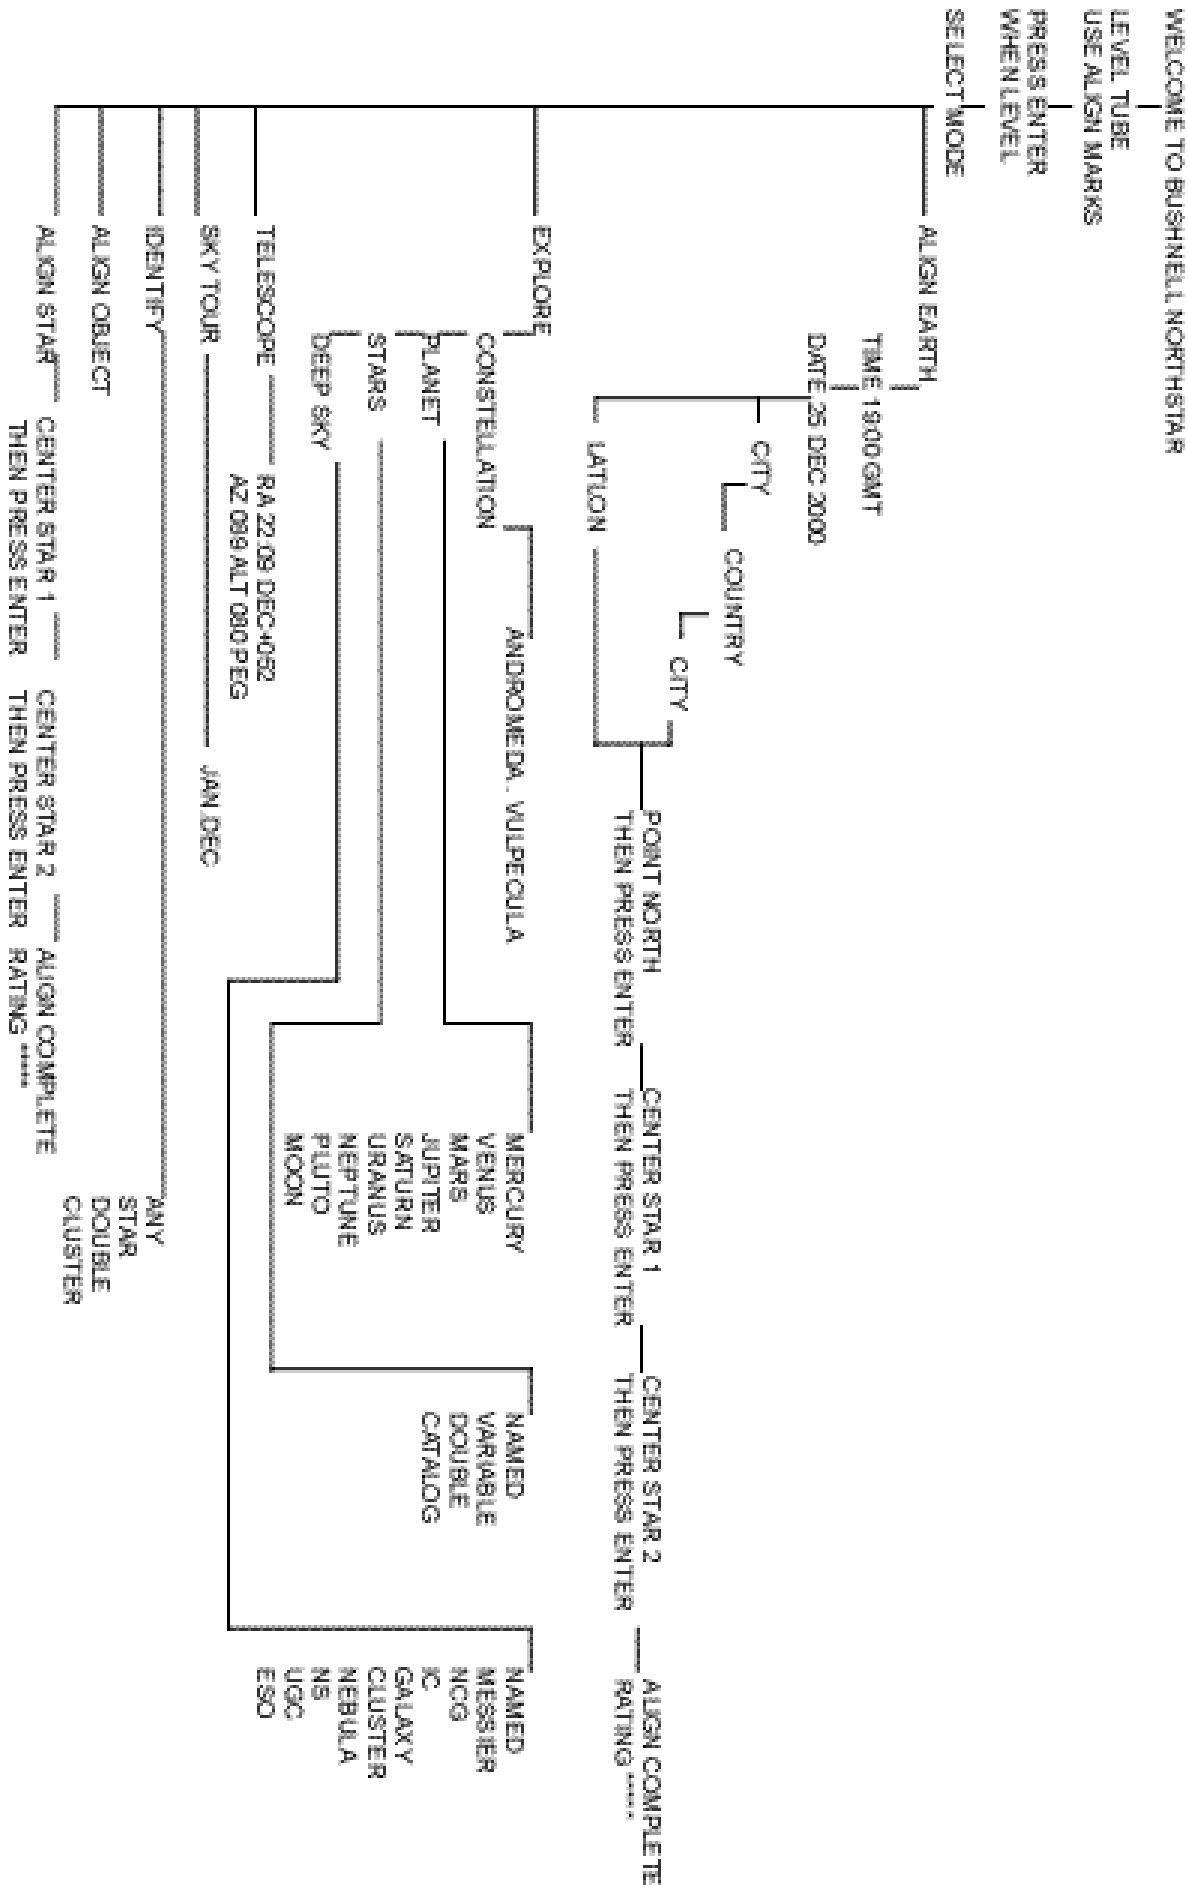 WELCOME TO BUSHNELL NORTHSTAR
LEVEL TUBE
USE ALIGN MARKS
PRESS ENTER
WHEN LEVEL
SELECT MODE
ALIGN EARTH
TIME 19:00 GMT
DATE 25 DEC 2000
CITY
COUNTRY
CITY
LATLON
POINT NORTH
THEN PRESS ENTER
CENTER STAR 1
THEN PRESS ENTER
CENTER STAR 2
THEN PRESS ENTER
ALIGN COMPLETE
RATING *****
EXPLORE
CONSTELLATION
ANDROMEDA.. VULPECULA
PLANET
MERCURY
VENUS
MARS
JUPITER
SATURN
URANUS
NEPTUNE
PLUTO
MOON
STARS
NAMED
VARIABLE
DOUBLE
CATALOG
DEEP SKY
NAMED
MESSIER
NCG
IC
GALAXY
CLUSTER
NEBULA
NS
UGC
ESO
TELESCOPE
RA 22:09 DEC+062
AZ 089 ALT 080 PEG
SKY TOUR
JAN..DEC
IDENTIFY
ANY
STAR
DOUBLE
CLUSTER
ALIGN OBJECT
ALIGN STAR
CENTER STAR 1
THEN PRESS ENTER
CENTER STAR 2
THEN PRESS ENTER
ALIGN COMPLETE
RATING *****